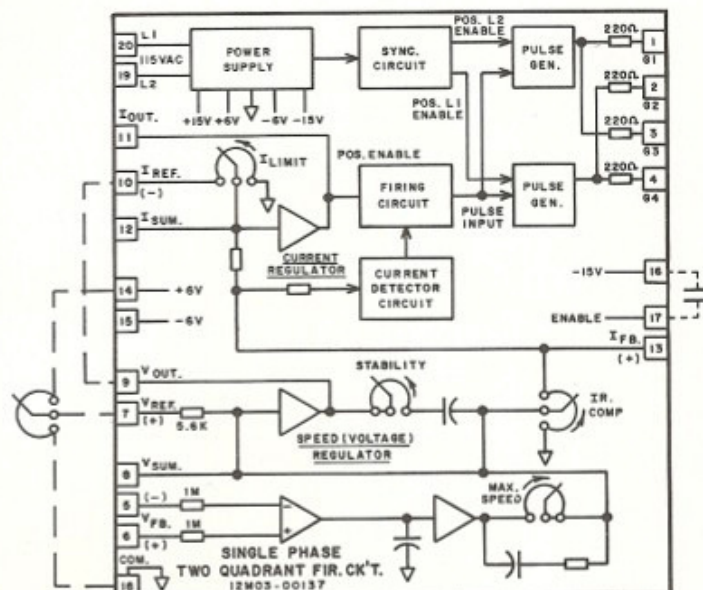 POS. L2
ENABLE
L1
20
115VAC
19
L2
POWER
SUPPLY
SYNC.
CIRCUIT
PULSE
GEN.
220Ω
1
G1
220Ω
2
G2
220Ω
3
G3
220Ω
4
G4
+15V
+6V
-6V
-15V
POS. L1
ENABLE
IOUT.
11
ILIMIT
POS. ENABLE
10
IREF.
(-)
FIRING
CIRCUIT
PULSE
INPUT
PULSE
GEN.
12
ISUM.
CURRENT
REGULATOR
CURRENT
DETECTOR
CIRCUIT
-15V
16
14
+6V
15
-6V
ENABLE
17
IFB.
13
(+)
9
VOUT.
STABILITY
7
VREF.
(+)
5.6K
SPEED (VOLTAGE)
REGULATOR
IR.
COMP
8
VSUM.
5
(-)
1M
VFB.
6
(+)
1M
-
+
MAX.
SPEED
COM.
18
SINGLE PHASE
TWO QUADRANT FIR. CK'T.
12M03-00137